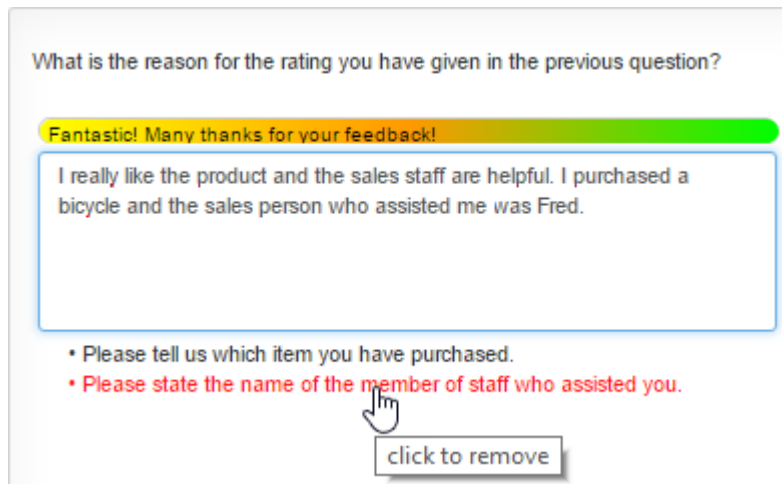 What is the reason for the rating you have given in the previous question?
Fantastic! Many thanks for your feedback!
I really like the product and the sales staff are helpful. I purchased a
bicycle and the sales person who assisted me was Fred.
• Please tell us which item you have purchased.
• Please state the name of the member of staff who assisted you.
click to remove